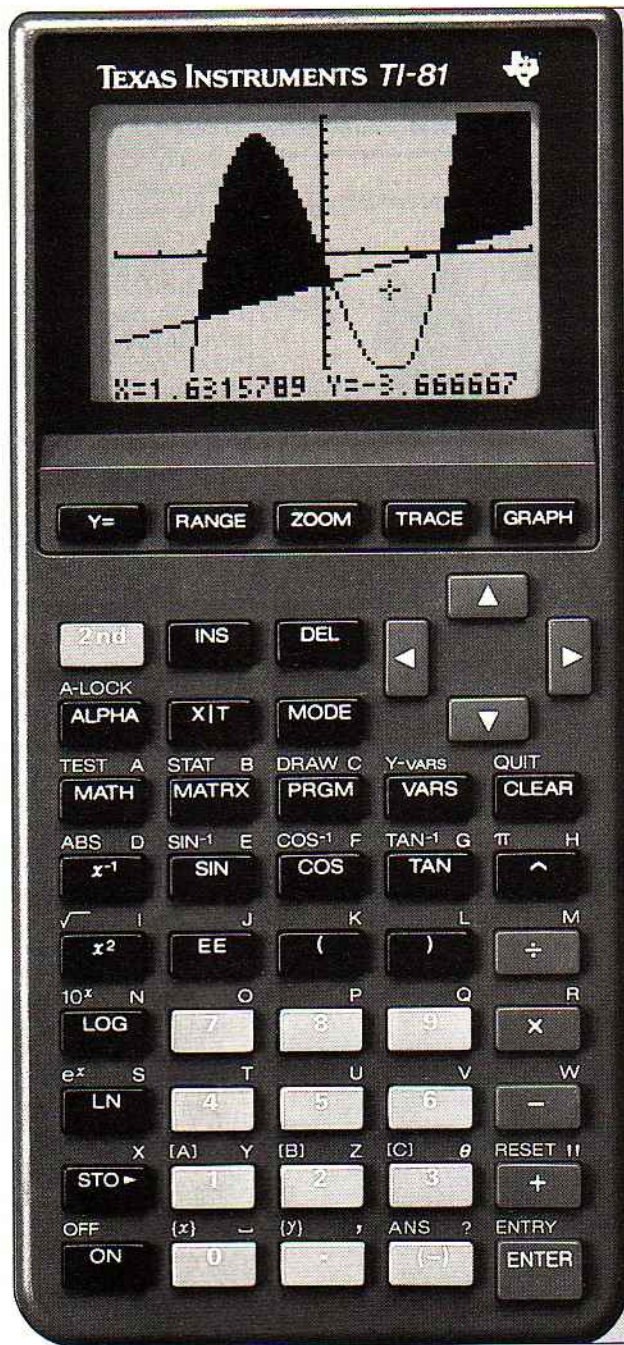 TEXAS INSTRUMENTS TI-81
X=1.6315789 Y=-3.666667
Y= RANGE ZOOM TRACE GRAPH
2nd INS DEL
A-LOCK
ALPHA X|T MODE
TEST A STAT B DRAW C Y-VARS QUIT
MATH MATRX PRGM VARS CLEAR
ABS D SIN⁻¹ E COS⁻¹ F TAN⁻¹ G π H
x⁻¹ SIN COS TAN ^
√ I J K L M
x² EE ( ) ÷
10ˣ N O P Q R
LOG 7 8 9 ×
eˣ S T U V W
LN 4 5 6 −
X [A] Y [B] Z [C] θ RESET "
STO► 1 2 3 +
OFF {x} ⎵ {y} , ANS ? ENTRY
ON 0 . (−) ENTER